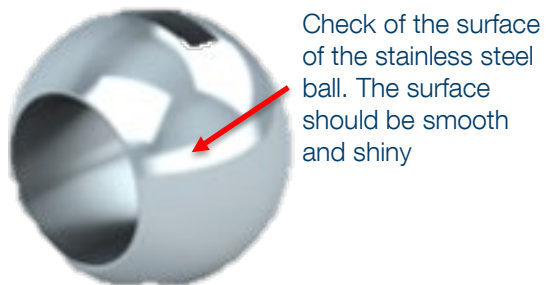 Check of the surface
of the stainless steel
ball. The surface
should be smooth
and shiny